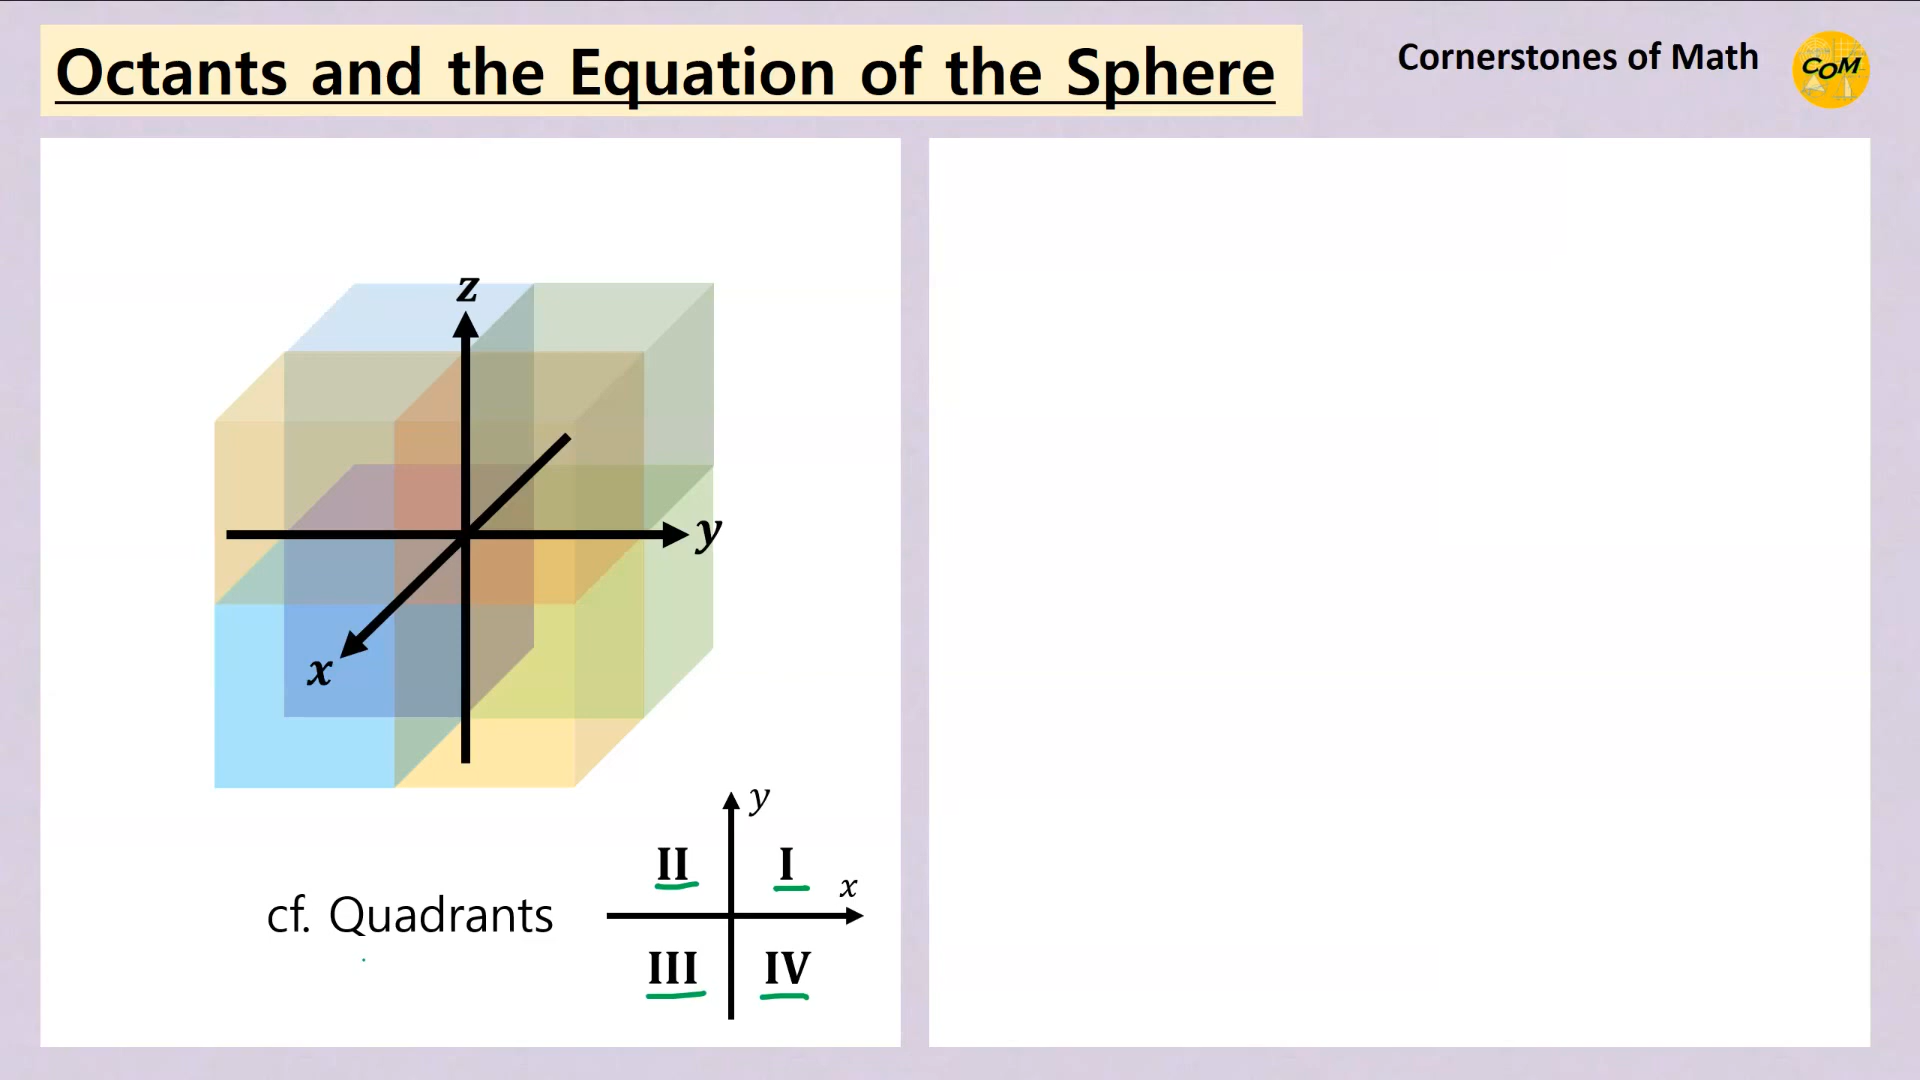 Octants and the Equation of the Sphere
Cornerstones of Math
COM
z
y
x
y
II I
x
cf. Quadrants
III IV